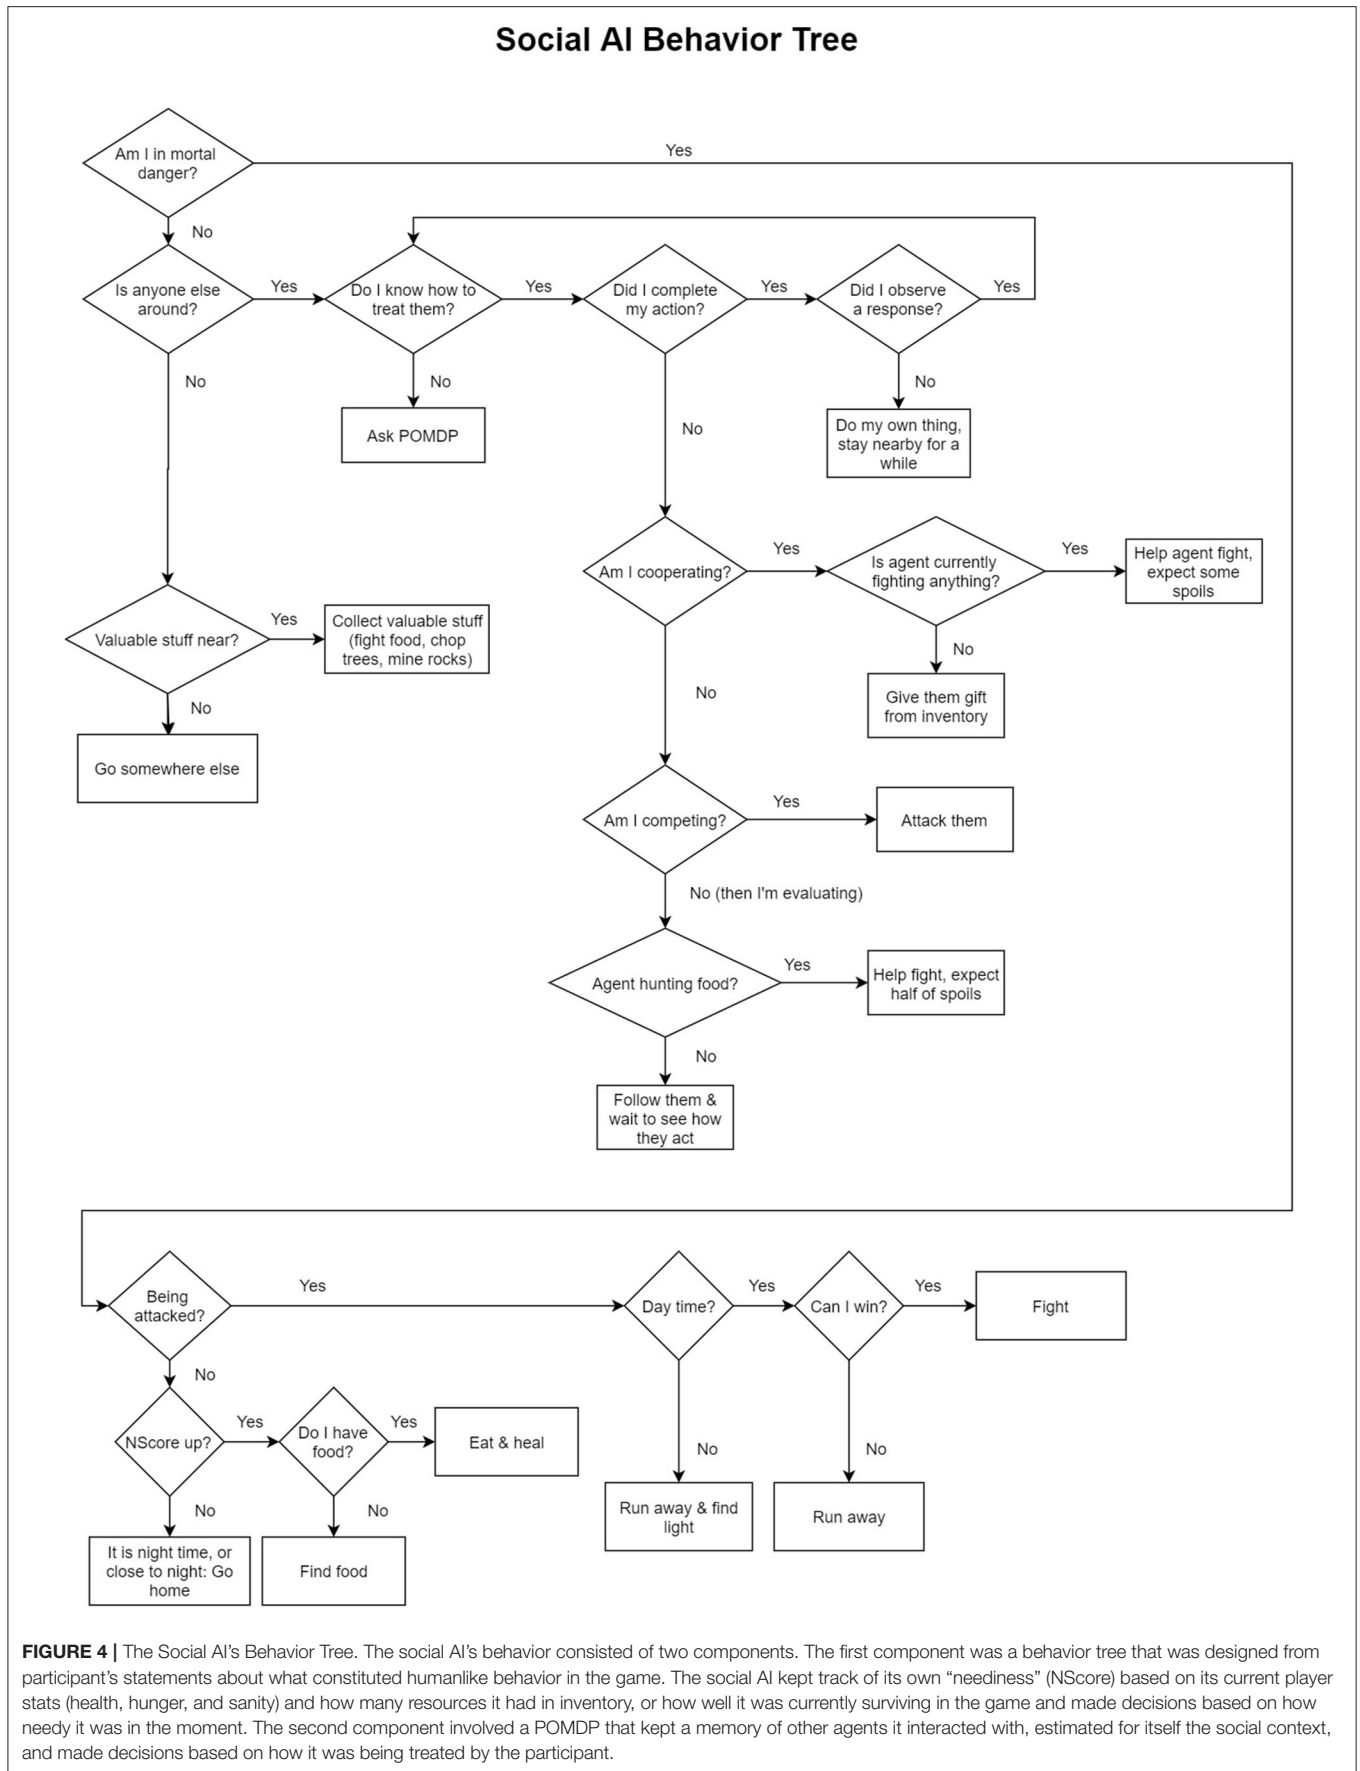 Social AI Behavior Tree
Am I in mortal
danger?
Yes
No
Is anyone else
around?
Yes
Do I know how to
treat them?
Yes
Did I complete
my action?
Yes
Did I observe
a response?
Yes
No
No
Ask POMDP
No
No
Do my own thing,
stay nearby for a
while
Am I cooperating?
Yes
Is agent currently
fighting anything?
Yes
Help agent fight,
expect some
spoils
Valuable stuff near?
Yes
Collect valuable stuff
(fight food, chop
trees, mine rocks)
No
No
Give them gift
from inventory
No
Go somewhere else
Am I competing?
Yes
Attack them
No (then I'm evaluating)
Agent hunting food?
Yes
Help fight, expect
half of spoils
No
Follow them &
wait to see how
they act
Being
attacked?
Yes
Day time?
Yes
Can I win?
Yes
Fight
No
NScore up?
Yes
Do I have
food?
Yes
Eat & heal
No
No
No
No
It is night time, or
close to night: Go
home
Find food
Run away & find
light
Run away
FIGURE 4 | The Social AI’s Behavior Tree. The social AI’s behavior consisted of two components. The first component was a behavior tree that was designed from
participant’s statements about what constituted humanlike behavior in the game. The social AI kept track of its own “neediness” (NScore) based on its current player
stats (health, hunger, and sanity) and how many resources it had in inventory, or how well it was currently surviving in the game and made decisions based on how
needy it was in the moment. The second component involved a POMDP that kept a memory of other agents it interacted with, estimated for itself the social context,
and made decisions based on how it was being treated by the participant.